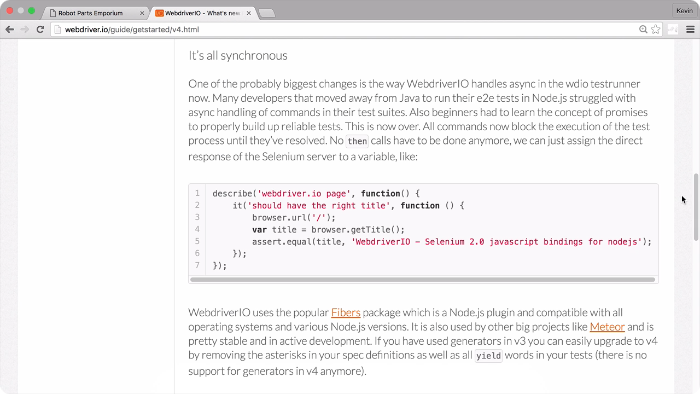 Robot Parts Emporium
WebdriverIO - What's new
Kevin
webdriver.io/guide/getstarted/v4.html
It's all synchronous
One of the probably biggest changes is the way WebdriverIO handles async in the wdio testrunner
now. Many developers that moved away from Java to run their e2e tests in Node.js struggled with
async handling of commands in their test suites. Also beginners had to learn the concept of promises
to properly build up reliable tests. This is now over. All commands now block the execution of the test
process until they've resolved. No then calls have to be done anymore, we can just assign the direct
response of the Selenium server to a variable, like:
1 describe('webdriver.io page', function() {
2 it('should have the right title', function () {
3 browser.url('/');
4 var title = browser.getTitle();
5 assert.equal(title, 'WebdriverIO - Selenium 2.0 javascript bindings for nodejs');
6 });
7 });
WebdriverIO uses the popular Fibers package which is a Node.js plugin and compatible with all
operating systems and various Node.js versions. It is also used by other big projects like Meteor and is
pretty stable and in active development. If you have used generators in v3 you can easily upgrade to v4
by removing the asterisks in your spec definitions as well as all yield words in your tests (there is no
support for generators in v4 anymore).